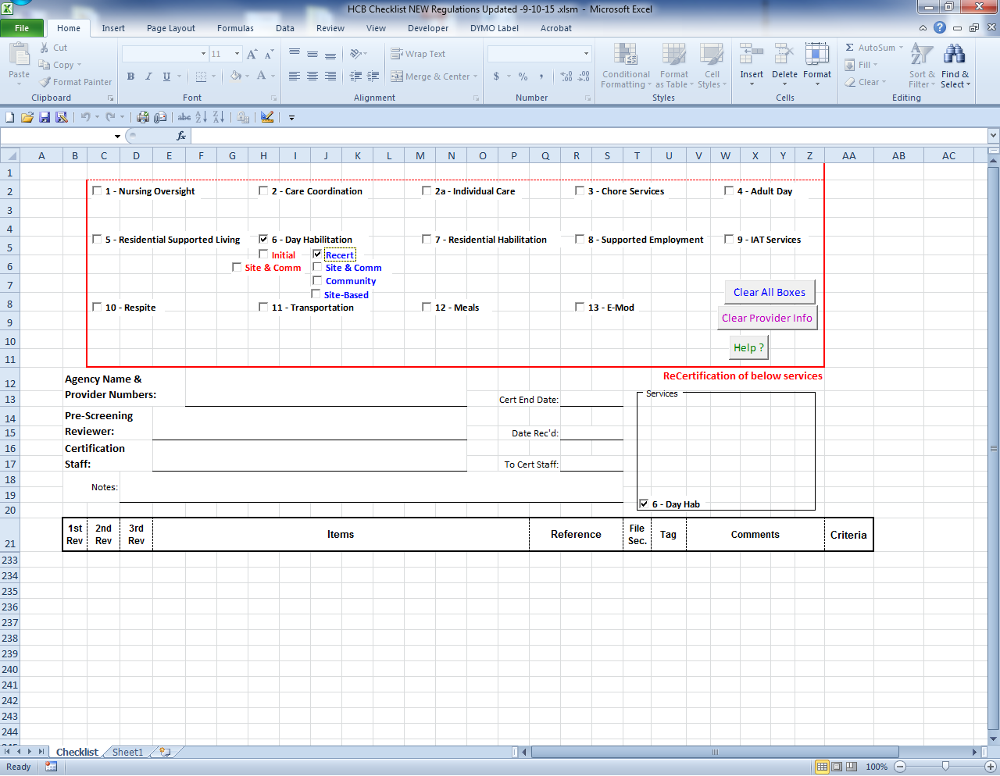 HCB Checklist NEW Regulations Updated -9-10-15 .xlsm - Microsoft Excel
File Home Insert Page Layout Formulas Data Review View Developer DYMO Label Acrobat
Paste
Cut
Copy
Format Painter
Clipboard
11
A A
B I U
A
Font
Wrap Text
Merge & Center
Alignment
$ % ,
.00 .0
Number
Conditional Formatting
Format as Table
Cell Styles
Styles
Insert
Delete
Format
Cells
AutoSum
Fill
Clear
Sort & Filter
Find & Select
Editing
abc
fx
A B C D E F G H I J K L M N O P Q R S T U V W X Y Z AA AB AC
1
2 1 - Nursing Oversight 2 - Care Coordination 2a - Individual Care 3 - Chore Services 4 - Adult Day
3
4
5 5 - Residential Supported Living 6 - Day Habilitation 7 - Residential Habilitation 8 - Supported Employment 9 - IAT Services
Initial Recert
6 Site & Comm Site & Comm
7 Community
Site-Based
Clear All Boxes
8 10 - Respite 11 - Transportation 12 - Meals 13 - E-Mod
9 Clear Provider Info
10
Help ?
11
12 Agency Name &
Provider Numbers:
ReCertification of below services
13 Cert End Date:
Services
14 Pre-Screening
15 Reviewer:
Date Rec'd:
16 Certification
17 Staff:
To Cert Staff:
18
19 Notes:
20 6 - Day Hab
21 1st Rev 2nd Rev 3rd Rev Items Reference File Sec. Tag Comments Criteria
233
234
235
236
237
238
239
240
241
242
243
244
245
Checklist Sheet1
Ready 100%